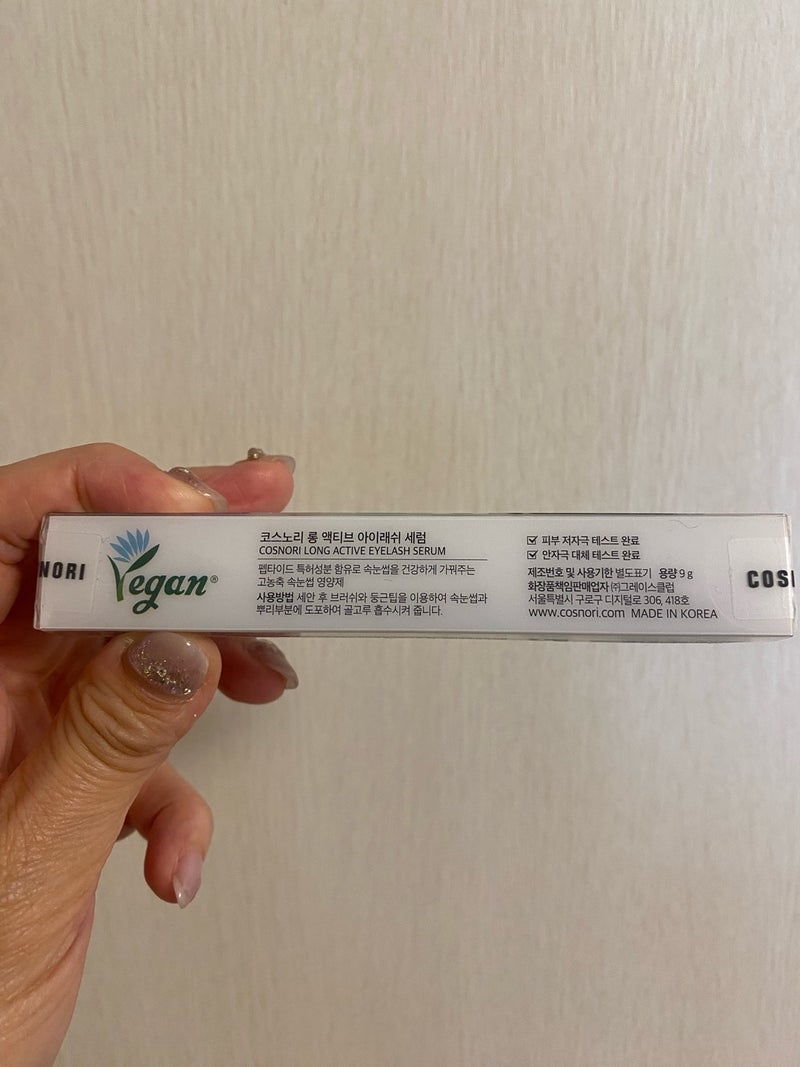 NORI
Vegan®
코스노리 롱 액티브 아이래쉬 세럼
COSNORI LONG ACTIVE EYELASH SERUM
펩타이드 특허성분 함유로 속눈썹을 건강하게 가꿔주는
고농축 속눈썹 영양제
사용방법 세안 후 브러쉬와 둥근팁을 이용하여 속눈썹과
뿌리부분에 도포하여 골고루 흡수시켜 줍니다.
☑ 피부 저자극 테스트 완료
☑ 안자극 대체 테스트 완료
제조번호 및 사용기한 별도표기 용량 9 g
화장품책임판매업자 ㈜그레이스클럽
서울특별시 구로구 디지털로 306, 418호
www.cosnori.com MADE IN KOREA
COS